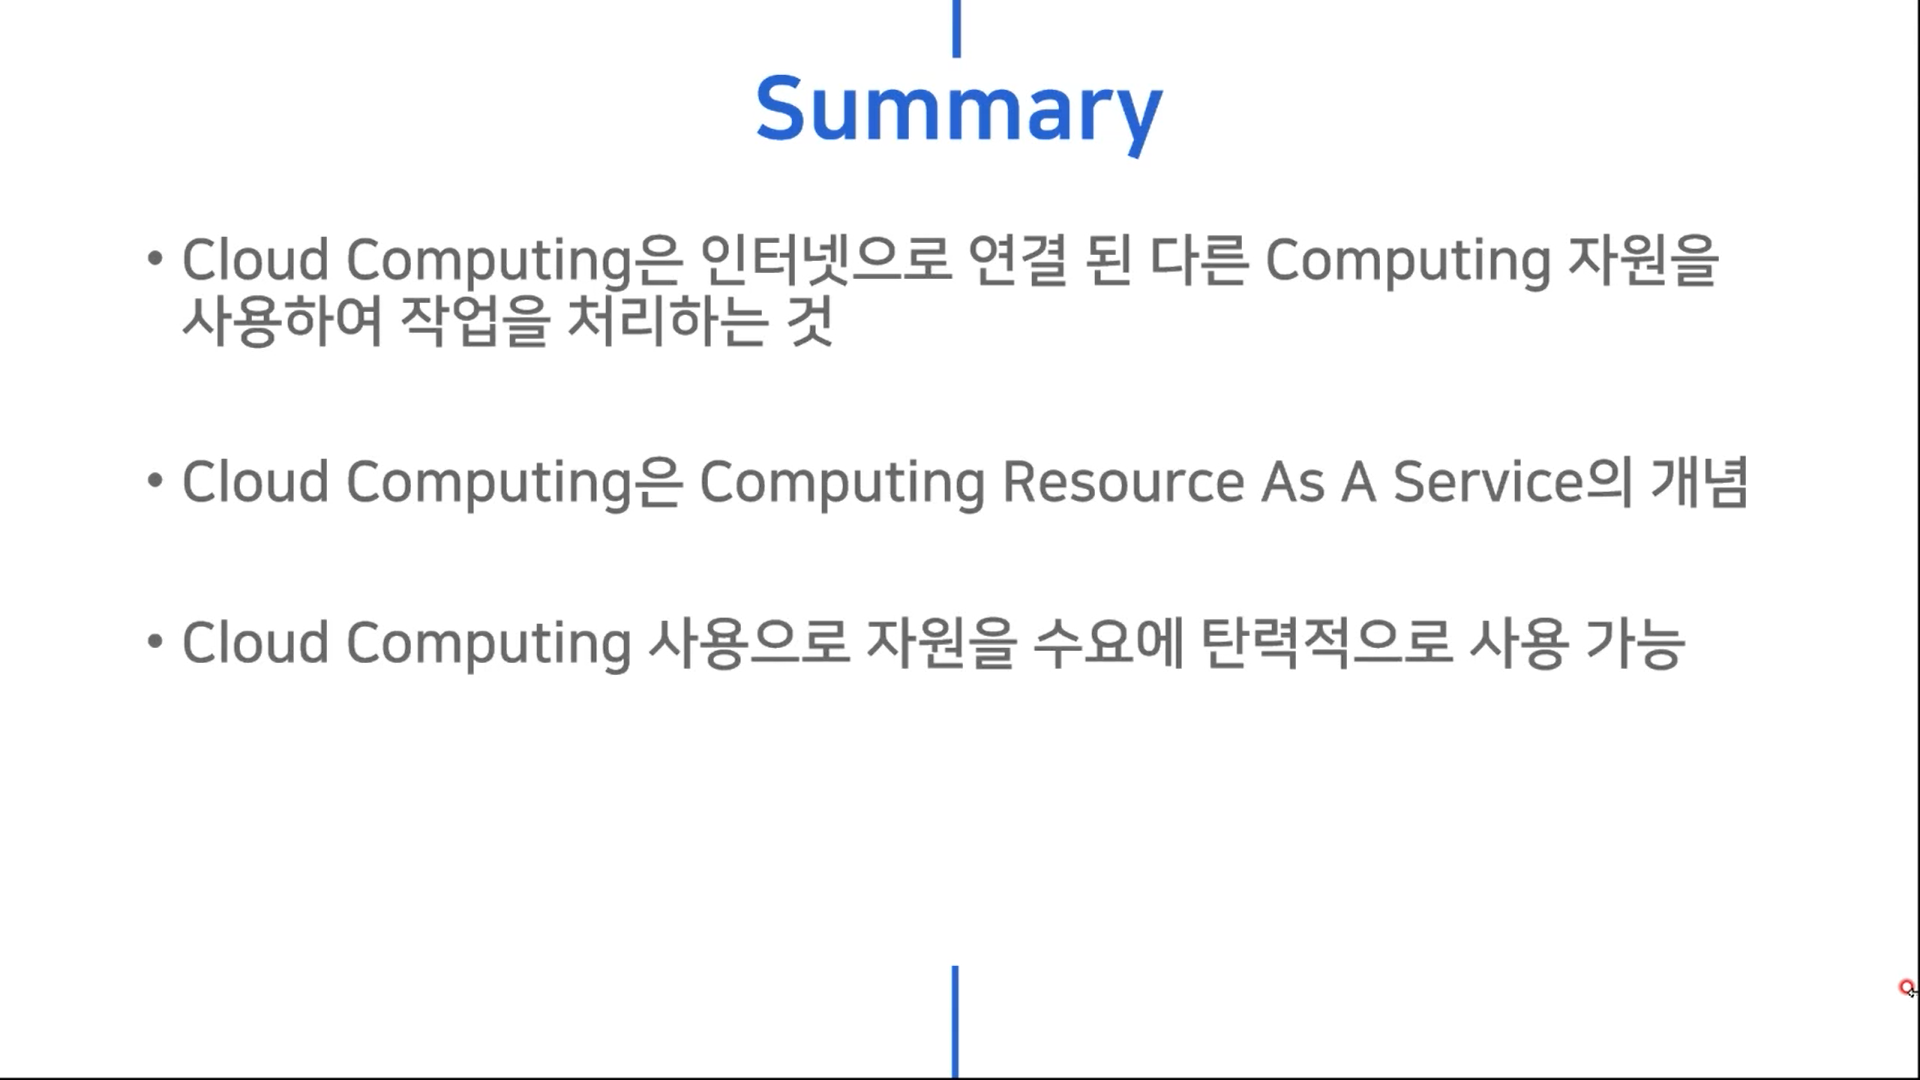 Summary
• Cloud Computing은 인터넷으로 연결 된 다른 Computing 자원을
사용하여 작업을 처리하는 것
• Cloud Computing은 Computing Resource As A Service의 개념
• Cloud Computing 사용으로 자원을 수요에 탄력적으로 사용 가능